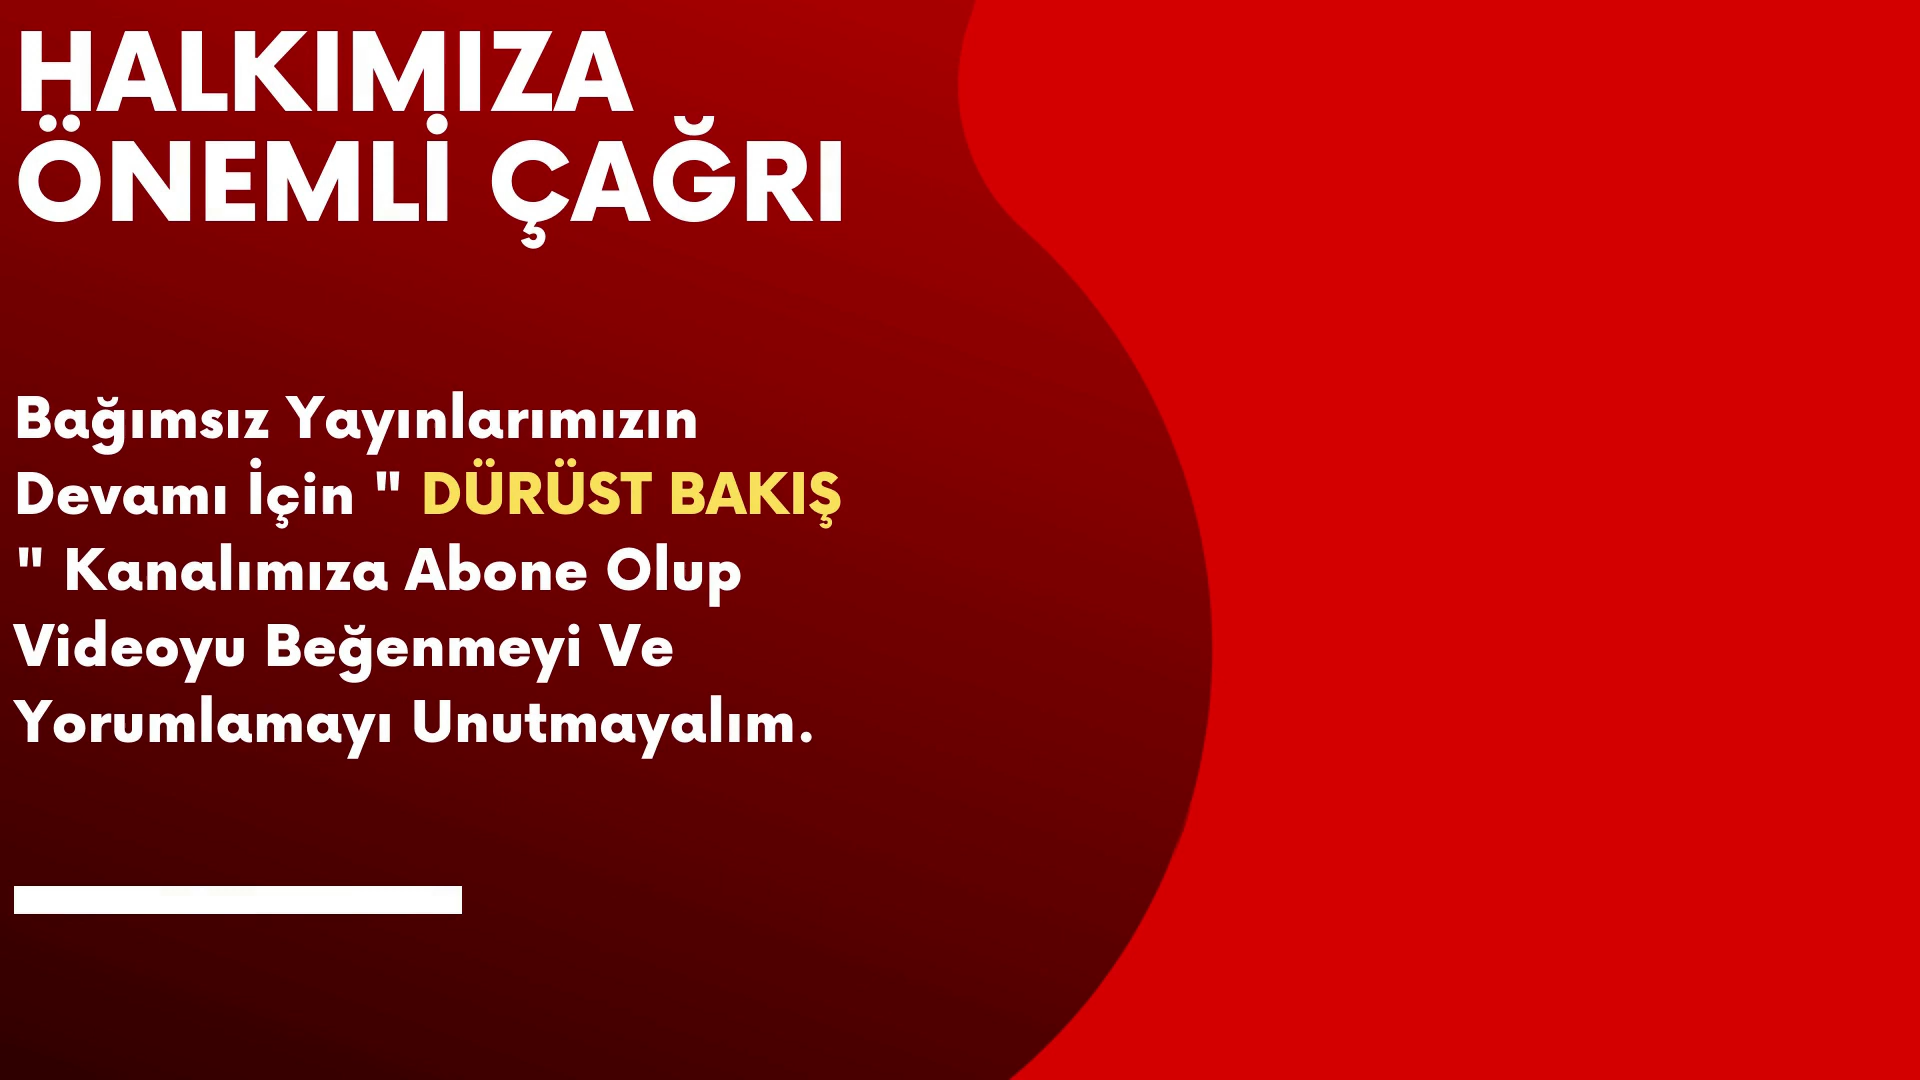 HALKIMIZA
ÖNEMLİ ÇAĞRI
Bağımsız Yayınlarımızın
Devamı İçin " DÜRÜST BAKIŞ
" Kanalımıza Abone Olup
Videoyu Beğenmeyi Ve
Yorumlamayı Unutmayalım.